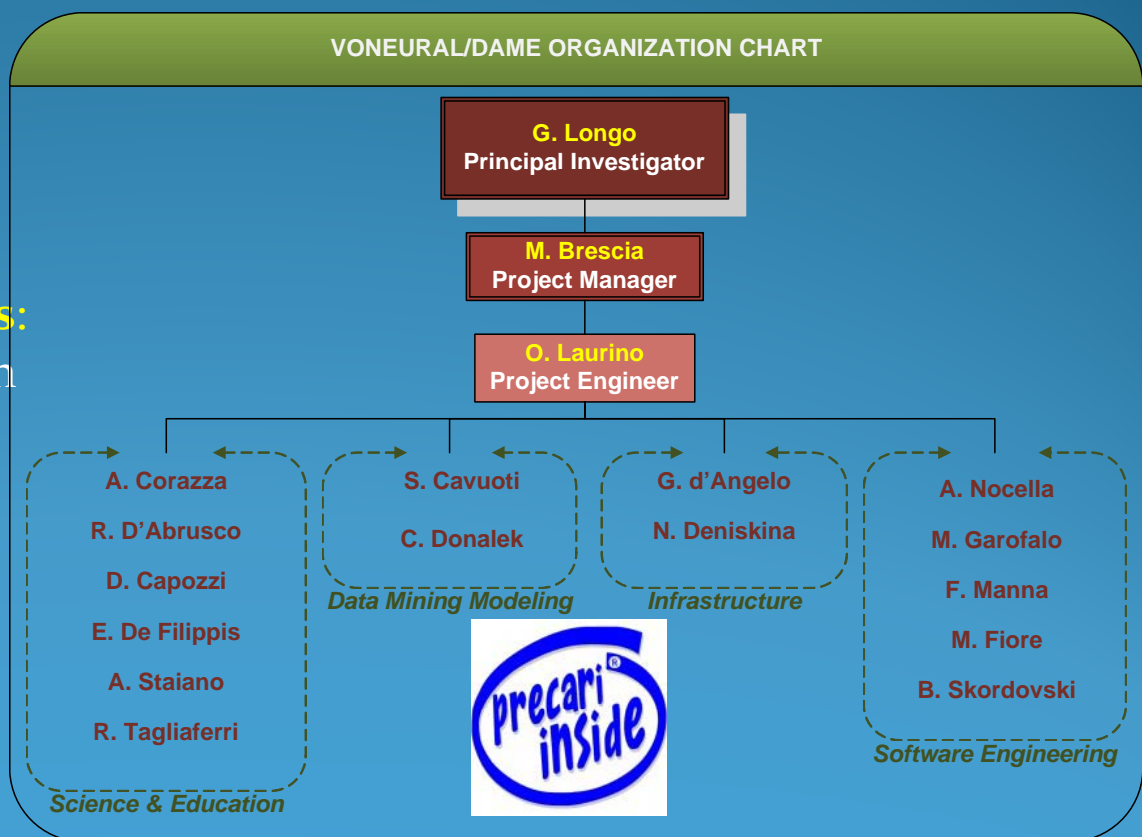 VONEURAL/DAME ORGANIZATION CHART
G. Longo
Principal Investigator
M. Brescia
Project Manager
s:
n
O. Laurino
Project Engineer
A. Corazza
R. D'Abrusco
D. Capozzi
E. De Filippis
A. Staiano
R. Tagliaferri
Science & Education
S. Cavuoti
C. Donalek
Data Mining Modeling
G. d'Angelo
N. Deniskina
Infrastructure
A. Nocella
M. Garofalo
F. Manna
M. Fiore
B. Skordovski
Software Engineering
precari
inside
®